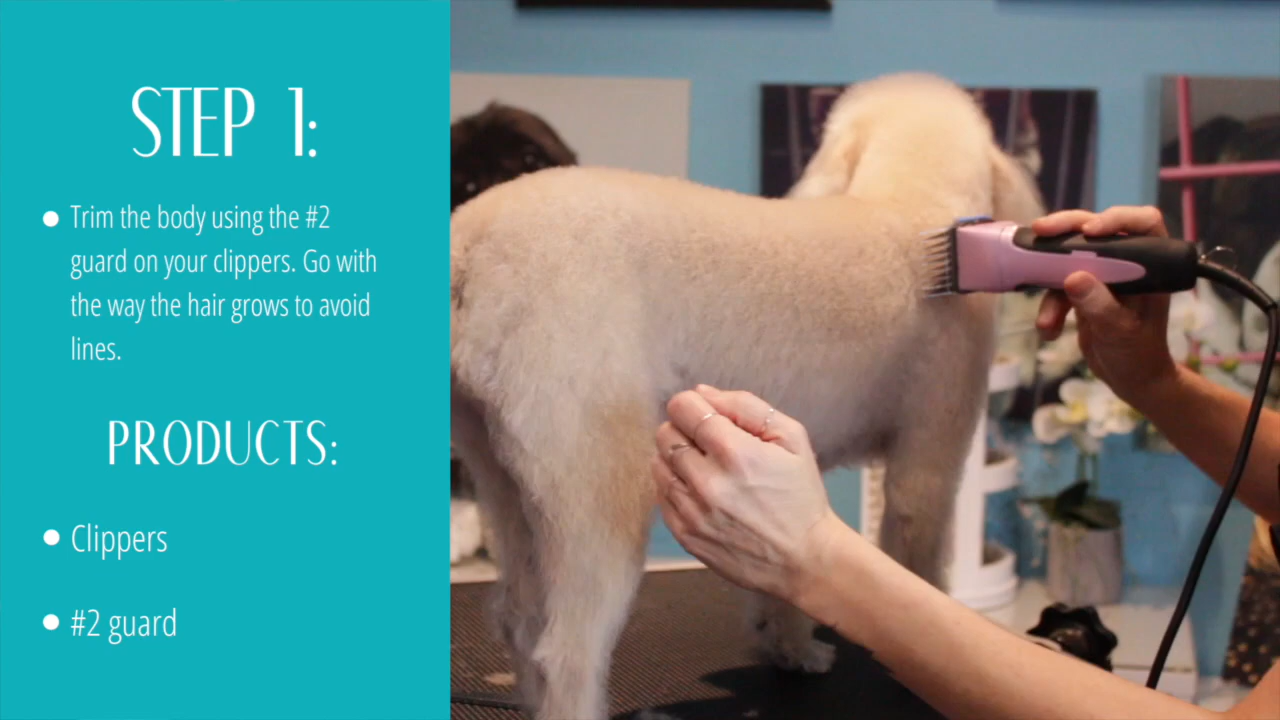 STEP 1:
• Trim the body using the #2
guard on your clippers. Go with
the way the hair grows to avoid
lines.
PRODUCTS:
• Clippers
• #2 guard